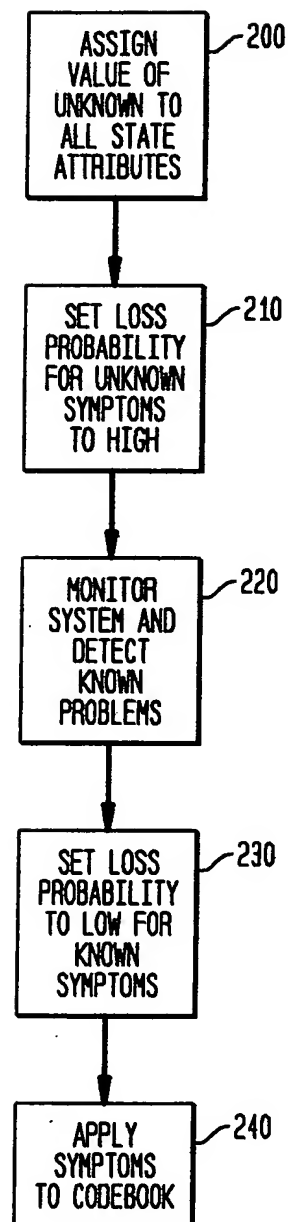 ASSIGN
VALUE OF
UNKNOWN TO
ALL STATE
ATTRIBUTES
200
SET LOSS
PROBABILITY
FOR UNKNOWN
SYMPTOMS
TO HIGH
210
MONITOR
SYSTEM AND
DETECT
KNOWN
PROBLEMS
220
SET LOSS
PROBABILITY
TO LOW FOR
KNOWN
SYMPTOMS
230
APPLY
SYMPTOMS
TO CODEBOOK
240